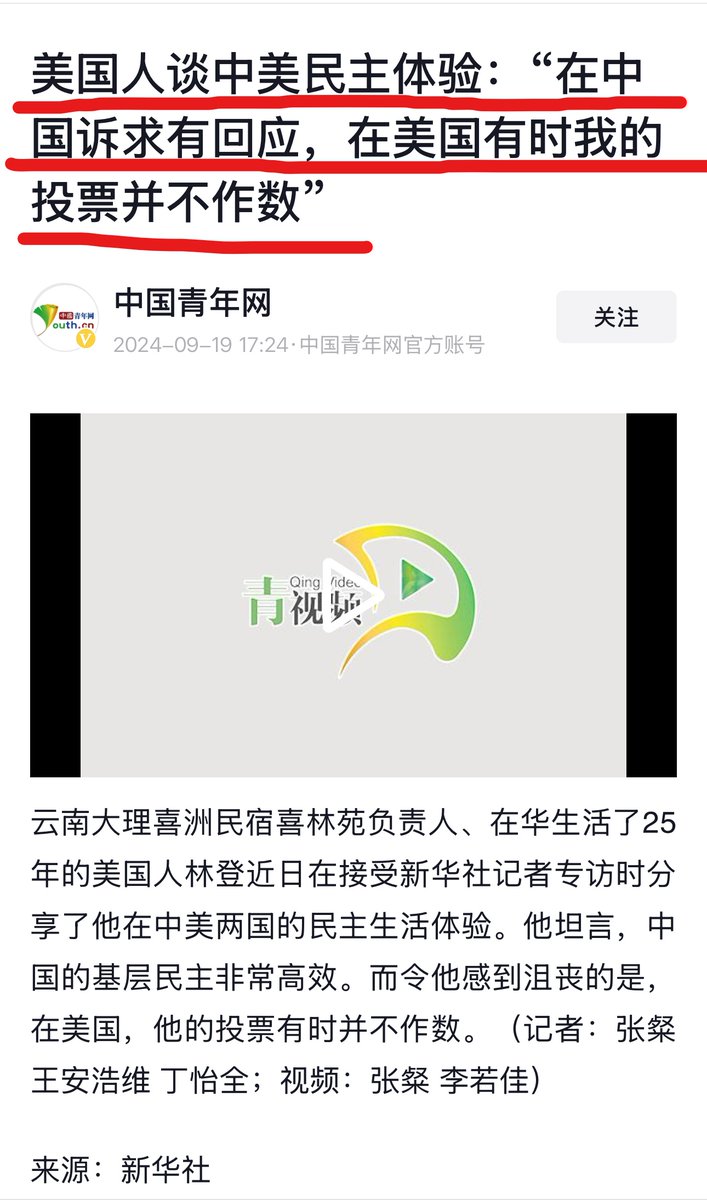 美国人谈中美民主体验：“在中
国诉求有回应，在美国有时我的
投票并不作数”
中国青年网
中国青年网
outh.cn
V
2024-09-19 17:24·中国青年网官方账号
关注
Qing Video
青视频
云南大理喜洲民宿喜林苑负责人、在华生活了25
年的美国人林登近日在接受新华社记者专访时分
享了他在中美两国的民主生活体验。他坦言，中
国的基层民主非常高效。而令他感到沮丧的是，
在美国，他的投票有时并不作数。（记者：张粲
王安浩维 丁怡全；视频：张粲 李若佳）
来源：新华社